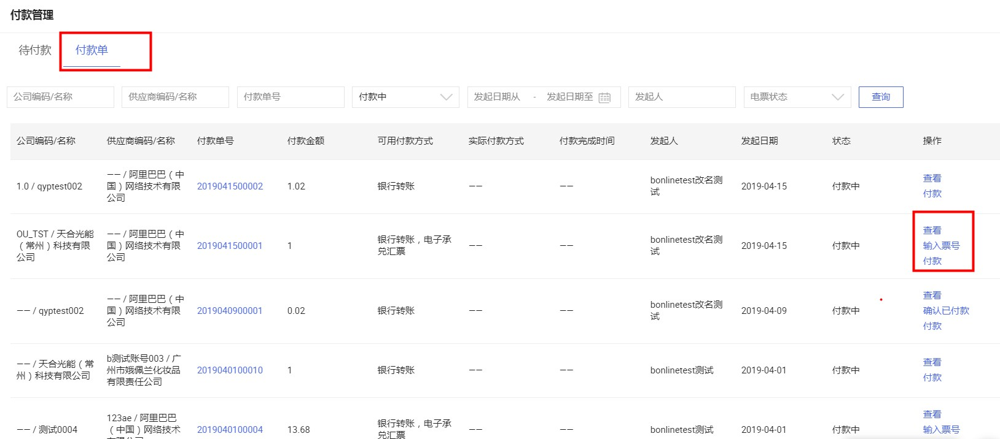 付款管理
待付款 付款单
公司编码/名称 供应商编码/名称 付款单号 付款中 发起日期从 - 发起日期至 发起人 电票状态 查询
公司编码/名称 供应商编码/名称 付款单号 付款金额 可用付款方式 实际付款方式 付款完成时间 发起人 发起日期 状态 操作
1.0 / qyptest002
—— / 阿里巴巴（中
国）网络技术有限
公司
2019041500002
1.02
银行转账
——
——
bonlinetest改名测
试
2019-04-15
付款中
查看
付款
OU_TST / 天合光能
（常州）科技有限
公司
—— / 阿里巴巴（中
国）网络技术有限
公司
2019041500001
1
银行转账，电子承
兑汇票
——
——
bonlinetest改名测
试
2019-04-15
付款中
查看
输入票号
付款
—— / qyptest002
—— / 阿里巴巴（中
国）网络技术有限
公司
2019040900001
0.02
银行转账
——
——
bonlinetest改名测
试
2019-04-09
付款中
查看
确认已付款
付款
—— / 天合光能（常
州）科技有限公司
b测试账号003 / 广
州市娥佩兰化妆品
有限责任公司
2019040100010
1
银行转账
——
——
bonlinetest测试
2019-04-01
付款中
查看
付款
—— / 测试0004
123ae / 阿里巴巴
（中国）网络技术
2019040100004
13.68
银行转账，电子承
兑汇票
——
——
bonlinetest测试
2019-04-01
付款中
查看
输入票号